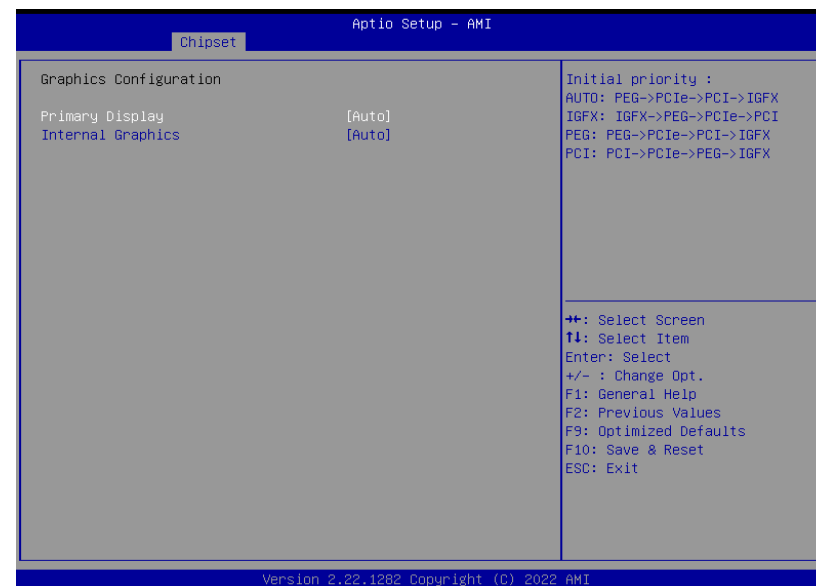 Aptio Setup – AMI
Chipset
Graphics Configuration
Primary Display [Auto]
Internal Graphics [Auto]
Initial priority :
AUTO: PEG->PCIe->PCI->IGFX
IGFX: IGFX->PEG->PCIe->PCI
PEG: PEG->PCIe->PCI->IGFX
PCI: PCI->PCIe->PEG->IGFX
→←: Select Screen
↑↓: Select Item
Enter: Select
+/- : Change Opt.
F1: General Help
F2: Previous Values
F9: Optimized Defaults
F10: Save & Reset
ESC: Exit
Version 2.22.1282 Copyright (C) 2022 AMI